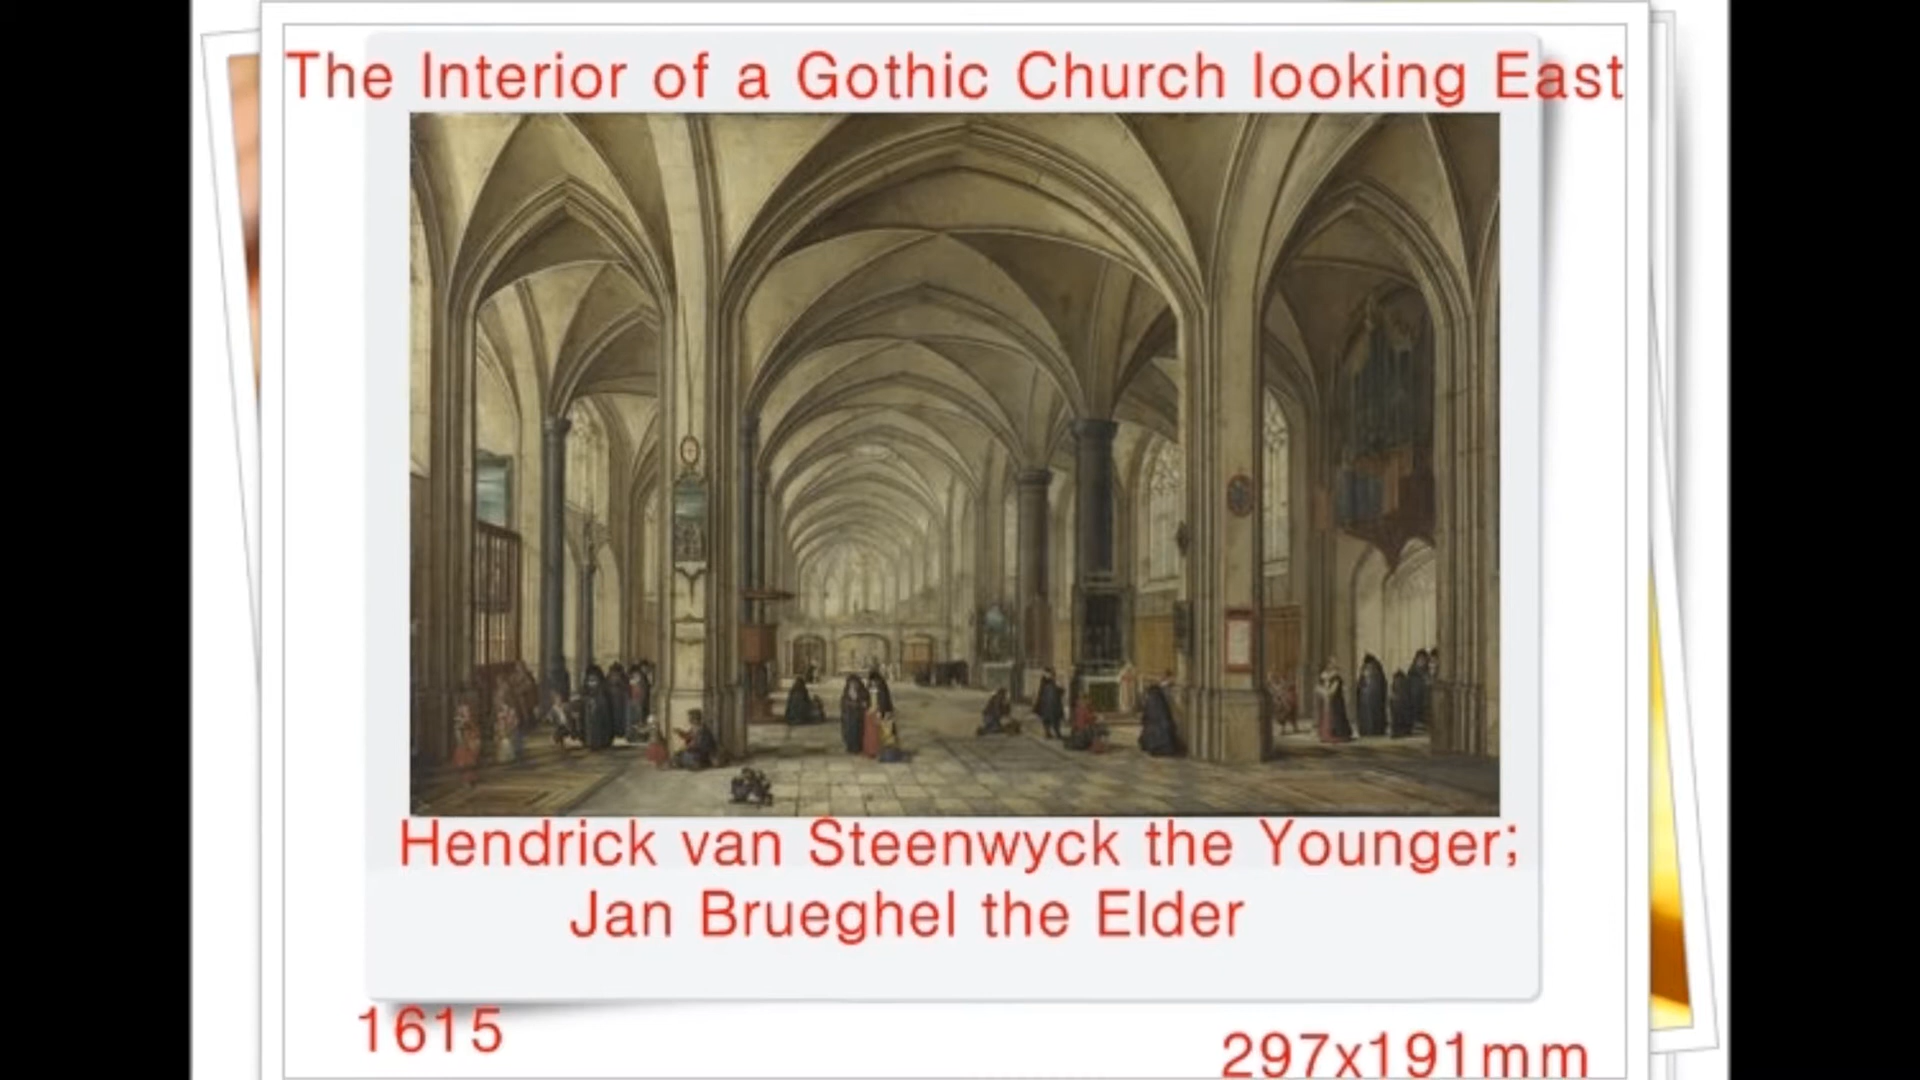 The Interior of a Gothic Church looking East
Hendrick van Steenwyck the Younger;
Jan Brueghel the Elder
1615
297x191mm